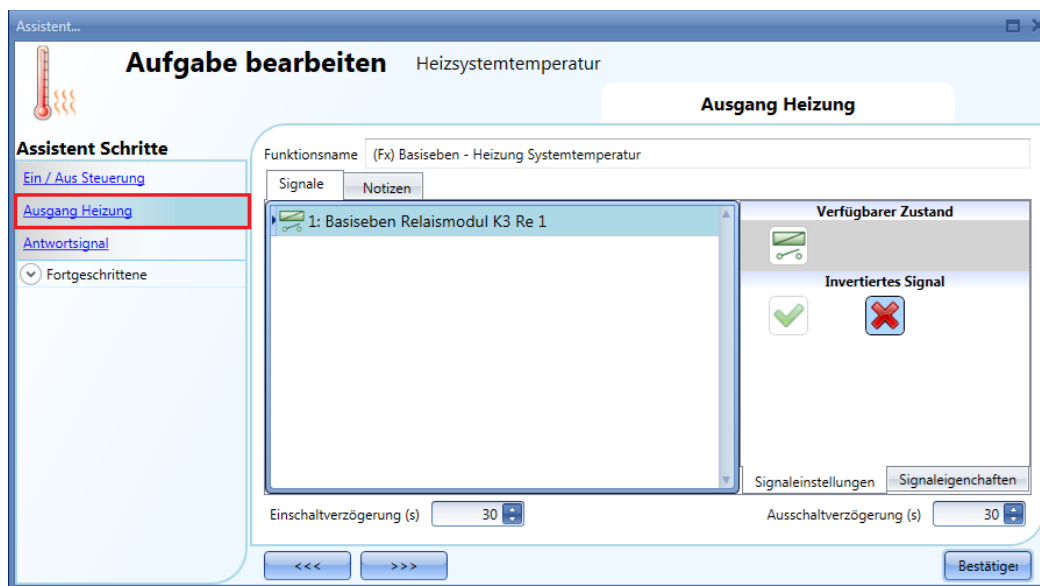 Assistent...
Aufgabe bearbeiten Heizsystemtemperatur
Ausgang Heizung
Assistent Schritte
Ein / Aus Steuerung
Ausgang Heizung
Antwortsignal
Fortgeschrittene
Funktionsname (Fx) Basiseben - Heizung Systemtemperatur
Signale Notizen
1: Basiseben Relaismodul K3 Re 1
Verfügbarer Zustand
Invertiertes Signal
Signaleinstellungen Signaleigenchaften
Einschaltverzögerung (s) 30
Ausschaltverzögerung (s) 30
<<< >>>
Bestätiger